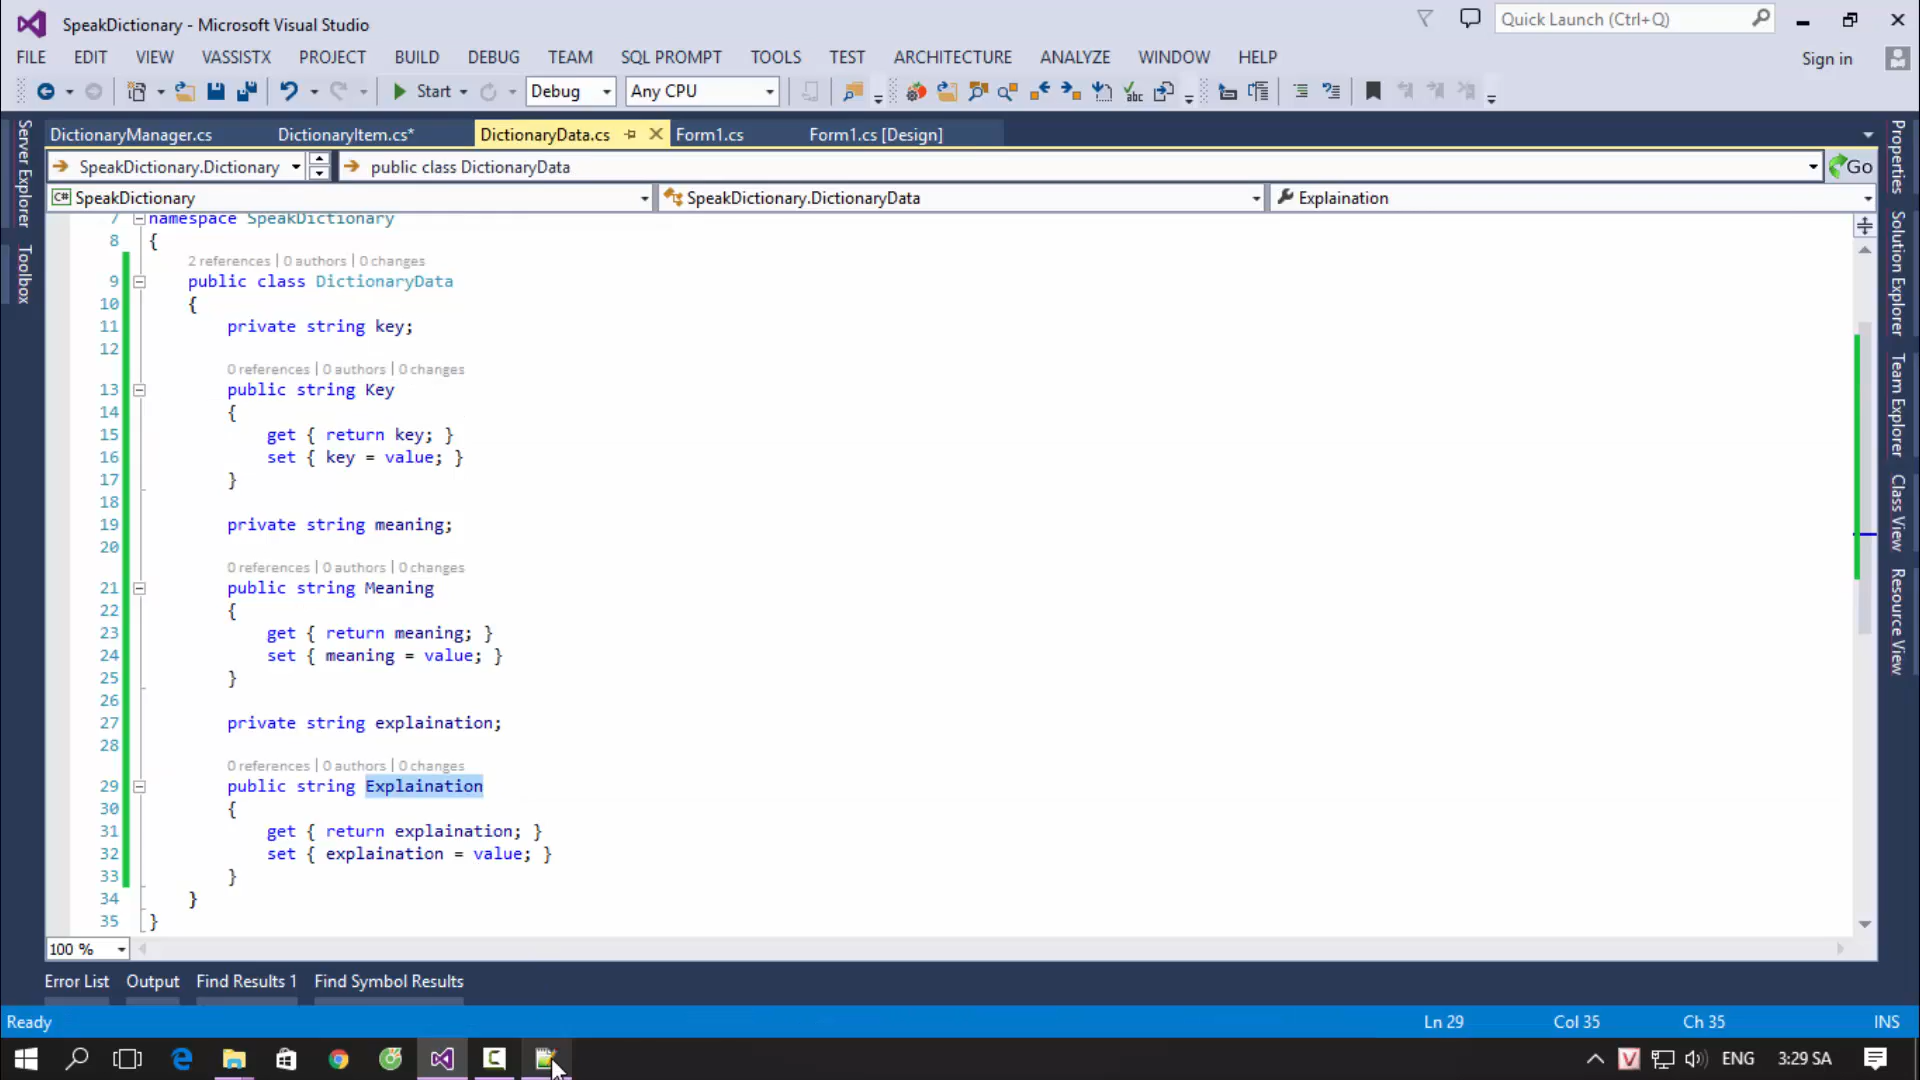 SpeakDictionary - Microsoft Visual Studio
Quick Launch (Ctrl+Q)
FILE EDIT VIEW VASSISTX PROJECT BUILD DEBUG TEAM SQL PROMPT TOOLS TEST ARCHITECTURE ANALYZE WINDOW HELP
Sign in
Start Debug Any CPU
DictionaryManager.cs DictionaryItem.cs* DictionaryData.cs Form1.cs Form1.cs [Design]
SpeakDictionary.Dictionary public class DictionaryData Go
C# SpeakDictionary SpeakDictionary.DictionaryData Explaination
7 namespace SpeakDictionary
8 {
2 references | 0 authors | 0 changes
9 public class DictionaryData
10 {
11 private string key;
12
0 references | 0 authors | 0 changes
13 public string Key
14 {
15 get { return key; }
16 set { key = value; }
17 }
18
19 private string meaning;
20
0 references | 0 authors | 0 changes
21 public string Meaning
22 {
23 get { return meaning; }
24 set { meaning = value; }
25 }
26
27 private string explaination;
28
0 references | 0 authors | 0 changes
29 public string Explaination
30 {
31 get { return explaination; }
32 set { explaination = value; }
33 }
34 }
35 }
100 %
Server Explorer
Toolbox
Properties
Solution Explorer
Team Explorer
Class View
Resource View
Error List Output Find Results 1 Find Symbol Results
Ready Ln 29 Col 35 Ch 35 INS
ENG 3:29 SA